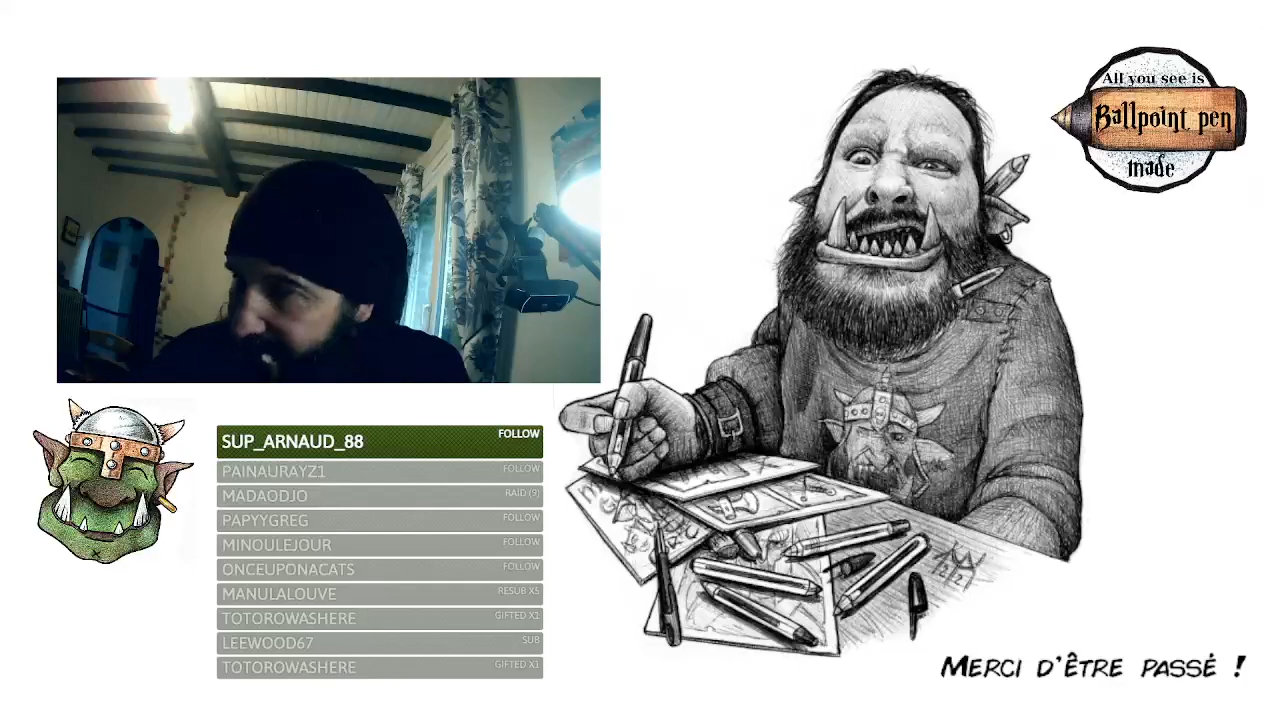 All you see is
Ballpoint pen
made
SUP_ARNAUD_88 FOLLOW
PAINAURAYZ1 FOLLOW
MADAODJO RAID (9)
PAPYYGREG FOLLOW
MINOULEJOUR FOLLOW
ONCEUPONACATS FOLLOW
MANULALOUVE RESUB X5
TOTOROWASHERE GIFTED X1
LEEWOOD67 SUB
TOTOROWASHERE GIFTED X1
MERCI D'ÊTRE PASSÉ !